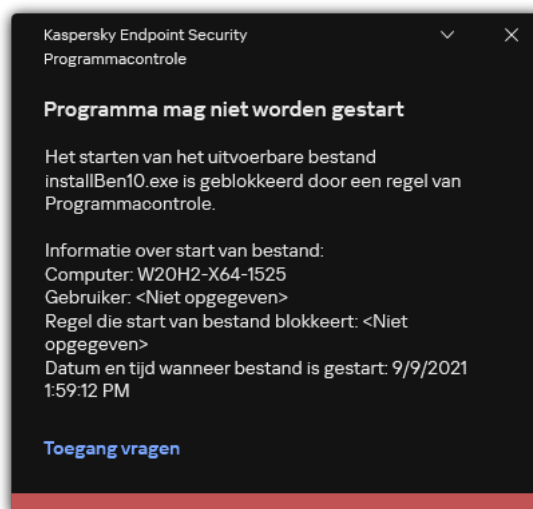 Kaspersky Endpoint Security
Programmacontrole
Programma mag niet worden gestart
Het starten van het uitvoerbare bestand
installBen10.exe is geblokkeerd door een regel van
Programmacontrole.
Informatie over start van bestand:
Computer: W20H2-X64-1525
Gebruiker: <Niet opgegeven>
Regel die start van bestand blokkeert: <Niet
opgegeven>
Datum en tijd wanneer bestand is gestart: 9/9/2021
1:59:12 PM
Toegang vragen